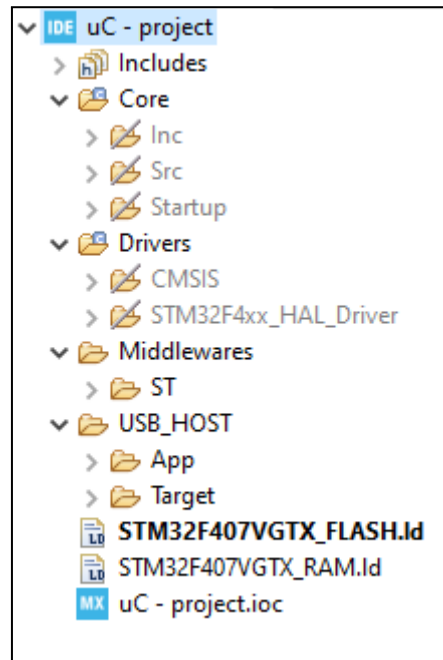 IDE uC - project
Includes
Core
Inc
Src
Startup
Drivers
CMSIS
STM32F4xx_HAL_Driver
Middlewares
ST
USB_HOST
App
Target
STM32F407VGTX_FLASH.ld
STM32F407VGTX_RAM.ld
MX uC - project.ioc